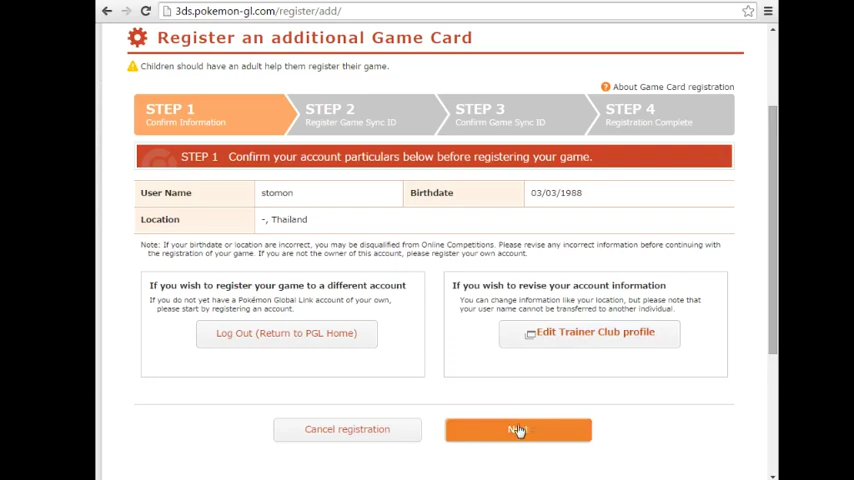 3ds.pokemon-gl.com/register/add/
Register an additional Game Card
Children should have an adult help them register their game.
? About Game Card registration
STEP 1 STEP 2 STEP 3 STEP 4
Confirm Information Register Game Sync ID Confirm Game Sync ID Registration Complete
STEP 1 Confirm your account particulars below before registering your game.
User Name stomon Birthdate 03/03/1988
Location -, Thailand
Note: If your birthdate or location are incorrect, you may be disqualified from Online Competitions. Please revise any incorrect information before continuing with
the registration of your game. If you are not the owner of this account, please register your own account.
If you wish to register your game to a different account
If you do not yet have a Pokémon Global Link account of your own,
please start by registering an account.
Log Out (Return to PGL Home)
If you wish to revise your account information
You can change information like your location, but please note that
your user name cannot be transferred to another individual.
Edit Trainer Club profile
Cancel registration